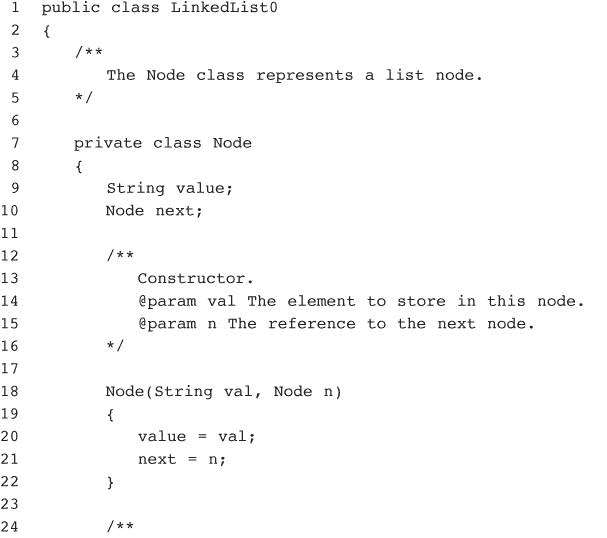 1 public class LinkedList0
2 {
3 /**
4 The Node class represents a list node.
5 */
6
7 private class Node
8 {
9 String value;
10 Node next;
11
12 /**
13 Constructor.
14 @param val The element to store in this node.
15 @param n The reference to the next node.
16 */
17
18 Node(String val, Node n)
19 {
20 value = val;
21 next = n;
22 }
23
24 /**